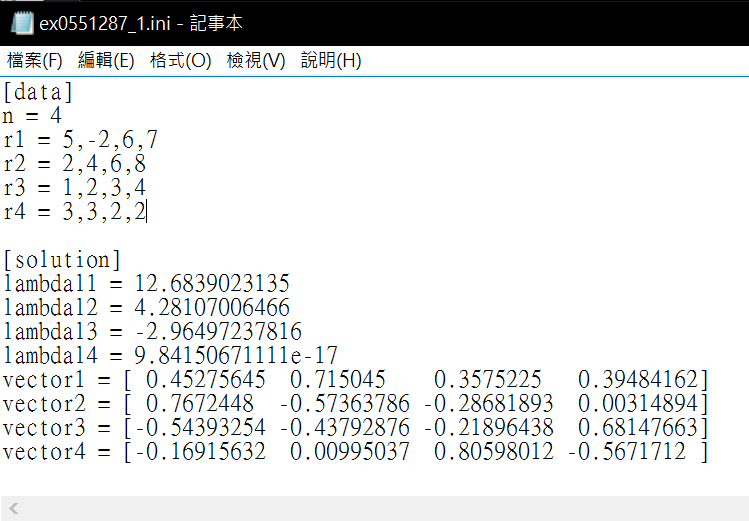 ex0551287_1.ini - 記事本
檔案(F) 編輯(E) 格式(O) 檢視(V) 說明(H)
[data]
n = 4
r1 = 5,-2,6,7
r2 = 2,4,6,8
r3 = 1,2,3,4
r4 = 3,3,2,2
[solution]
lambdal1 = 12.6839023135
lambdal2 = 4.28107006466
lambdal3 = -2.96497237816
lambdal4 = 9.84150671111e-17
vector1 = [ 0.45275645  0.715045    0.3575225   0.39484162]
vector2 = [ 0.7672448  -0.57363786 -0.28681893  0.00314894]
vector3 = [-0.54393254 -0.43792876 -0.21896438  0.68147663]
vector4 = [-0.16915632  0.00995037  0.80598012 -0.5671712 ]